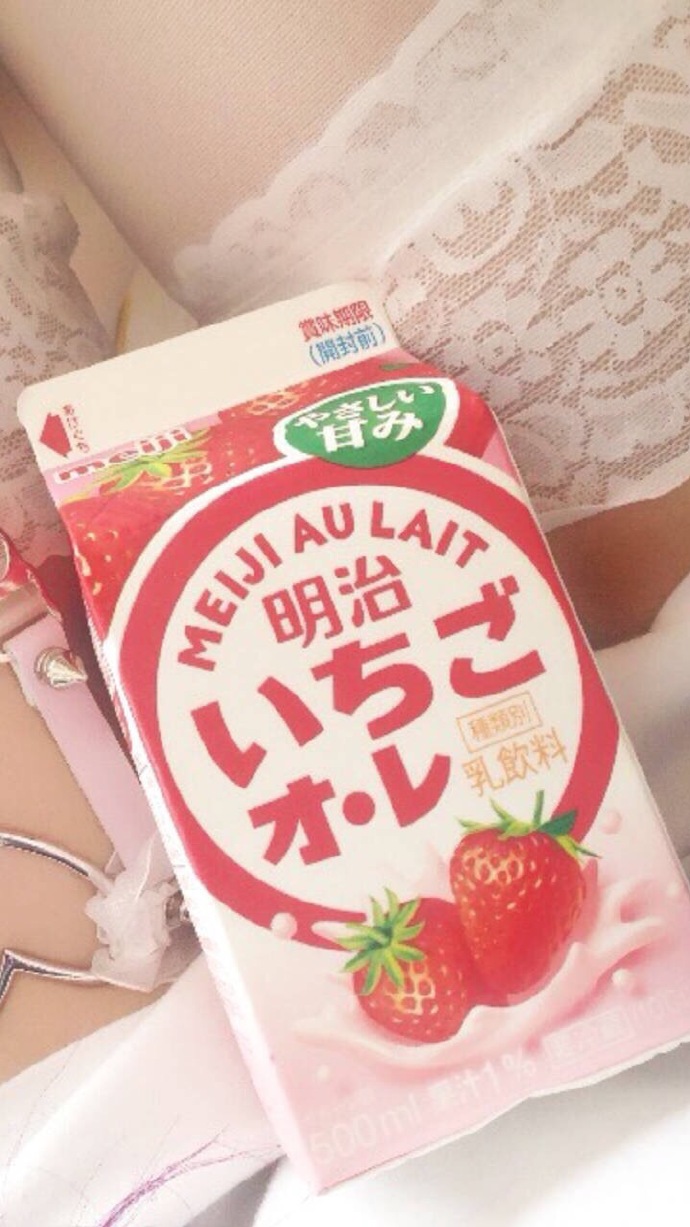 賞味期限
(開封前)
あけぐち
meiji
やさしい
甘み
MEIJI AU LAIT
明治
いちご
オ・レ
種類別
乳飲料
500ml 果汁1%